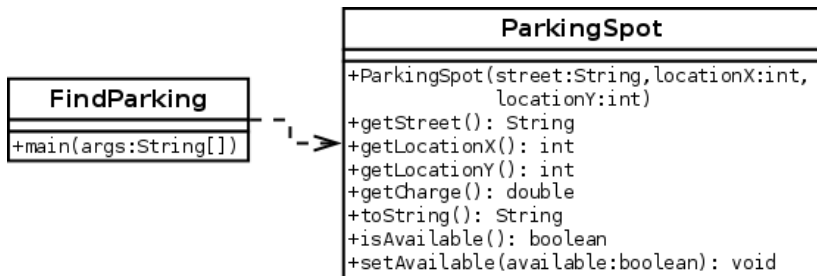 FindParking
+main(args:String[])
ParkingSpot
+ParkingSpot(street:String,locationX:int,
locationY:int)
+getStreet(): String
+getLocationX(): int
+getLocationY(): int
+getCharge(): double
+toString(): String
+isAvailable(): boolean
+setAvailable(available:boolean): void